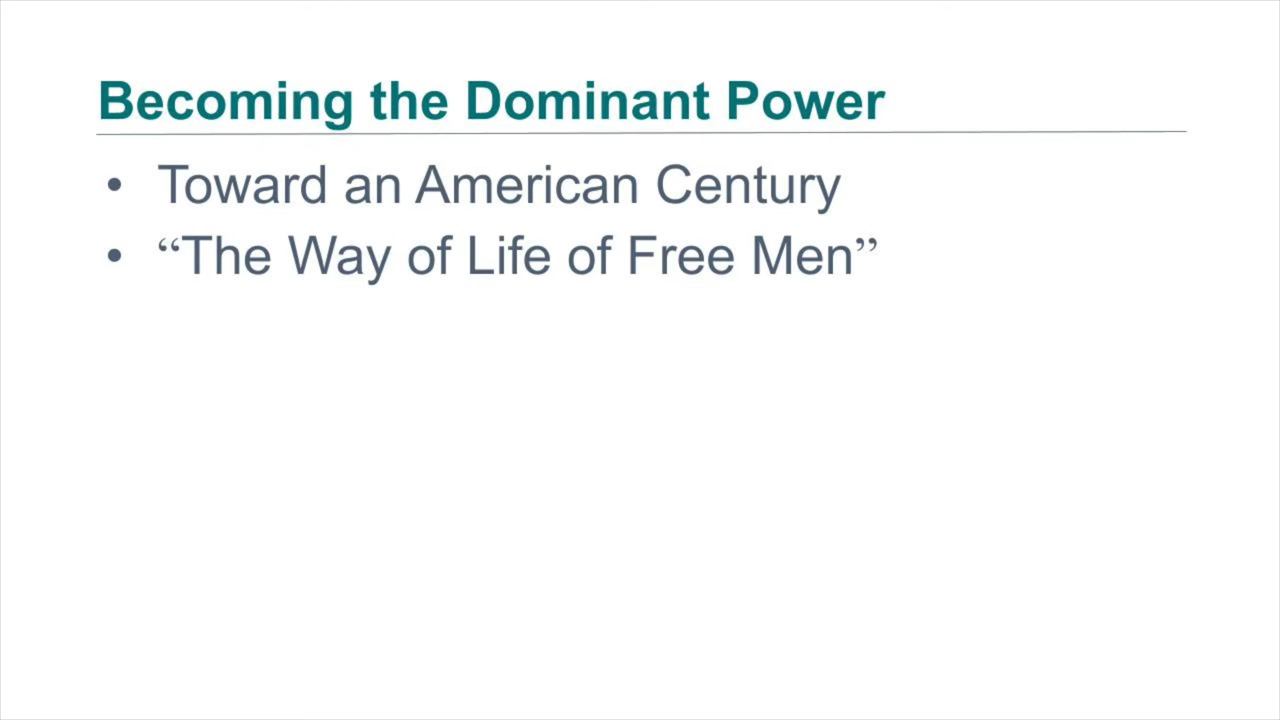 Becoming the Dominant Power
• Toward an American Century
• “The Way of Life of Free Men”